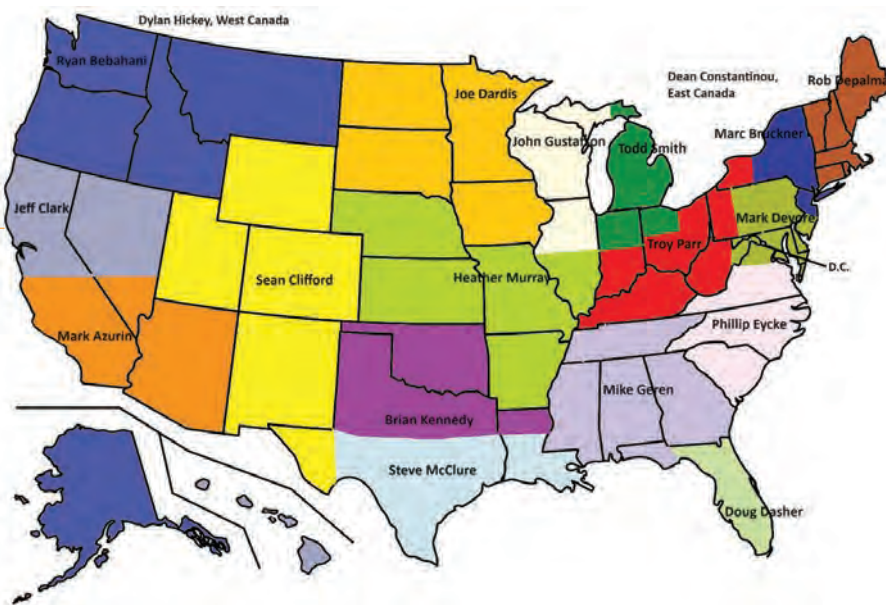 Dylan Hickey, West Canada
Ryan Bebahani
Joe Dardis
Dean Constantinou,
East Canada
Rob Depalma
John Gustafson
Todd Smith
Marc Bruckner
Jeff Clark
Mark Devore
Troy Parr
D.C.
Sean Clifford
Heather Murray
Mark Azurin
Phillip Eycke
Mike Geren
Brian Kennedy
Steve McClure
Doug Dasher